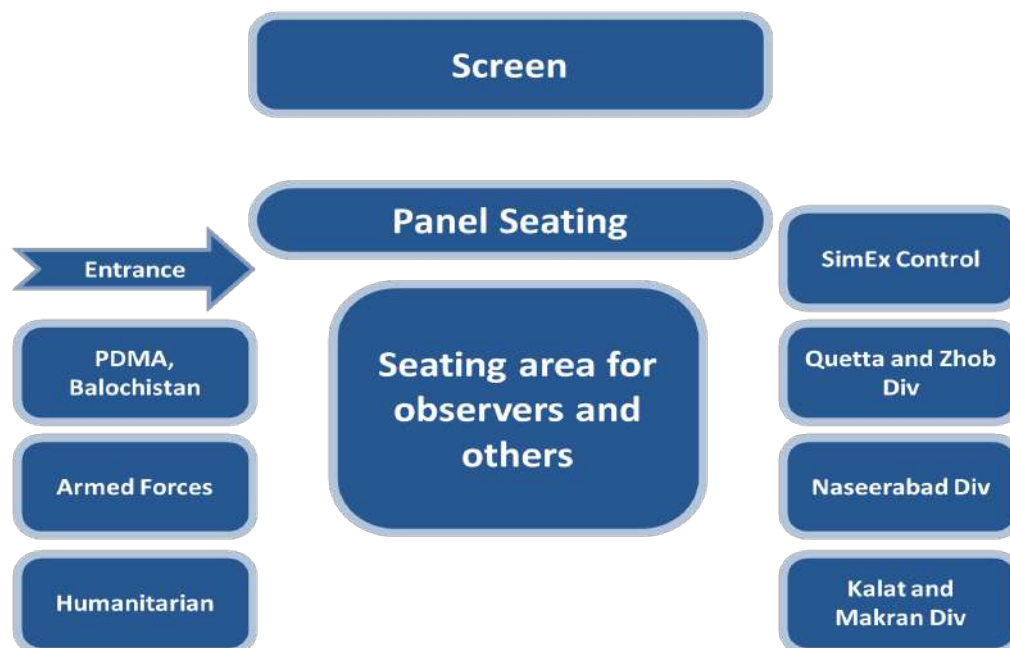 Screen
Panel Seating
Entrance
SimEx Control
PDMA,
Balochistan
Seating area for
observers and
others
Quetta and Zhob
Div
Armed Forces
Naseerabad Div
Humanitarian
Kalat and
Makran Div